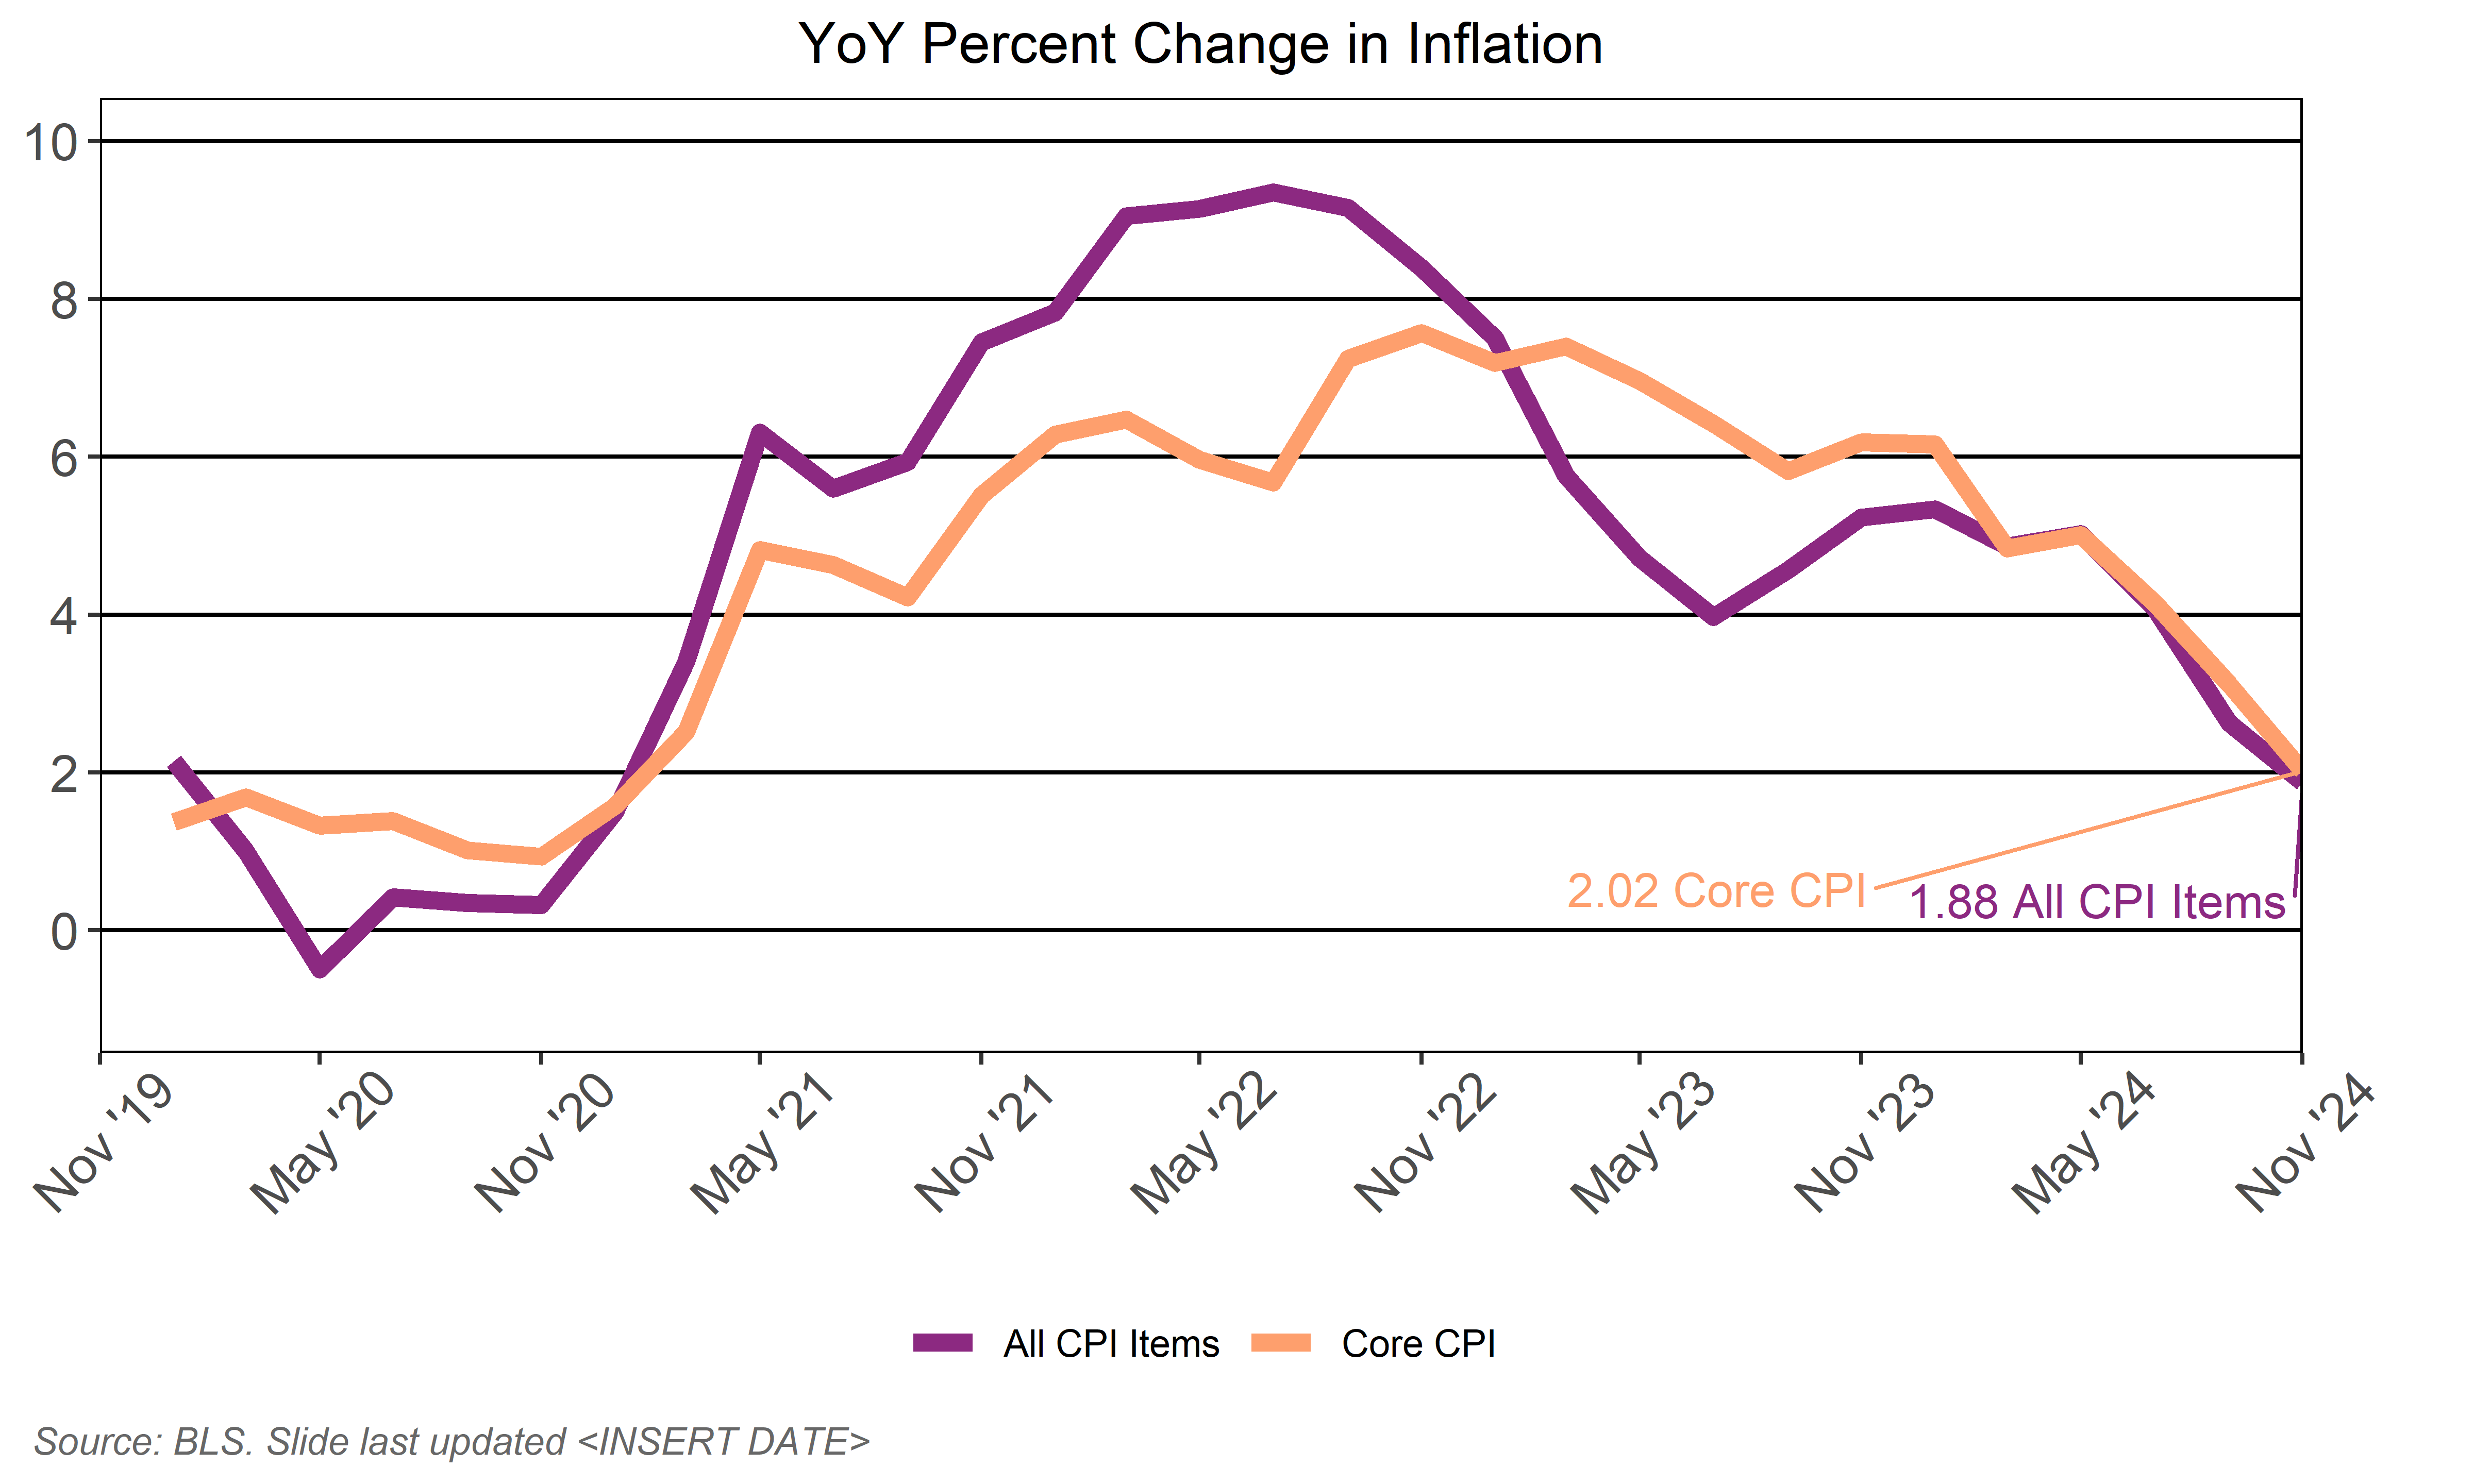 YoY Percent Change in Inflation
10
8
6
4
2
0
2.02 Core CPI
1.88 All CPI Items
Nov '19
May '20
Nov '20
May '21
Nov '21
May '22
Nov '22
May '23
Nov '23
May '24
Nov '24
All CPI Items
Core CPI
Source: BLS. Slide last updated <INSERT DATE>